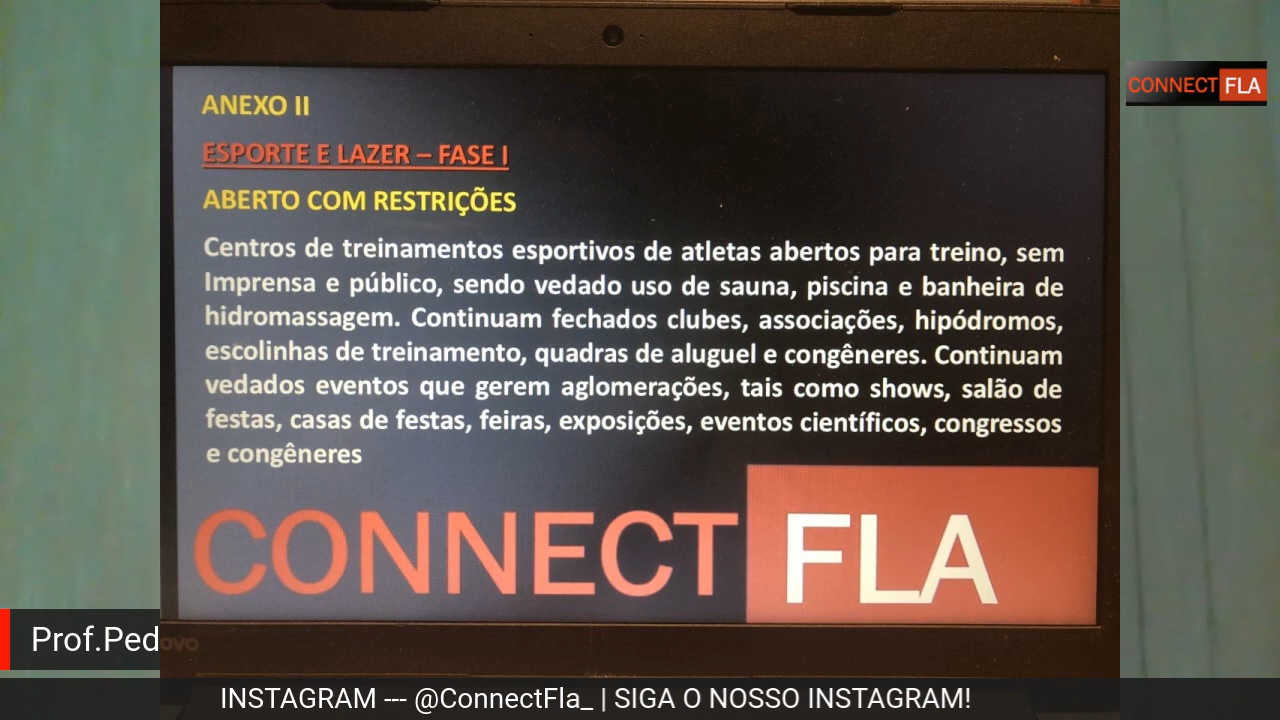 CONNECT FLA
ANEXO II
ESPORTE E LAZER – FASE I
ABERTO COM RESTRIÇÕES
Centros de treinamentos esportivos de atletas abertos para treino, sem
Imprensa e público, sendo vedado uso de sauna, piscina e banheira de
hidromassagem. Continuam fechados clubes, associações, hipódromos,
escolinhas de treinamento, quadras de aluguel e congêneres. Continuam
vedados eventos que gerem aglomerações, tais como shows, salão de
festas, casas de festas, feiras, exposições, eventos científicos, congressos
e congêneres
CONNECT FLA
Prof.Ped
INSTAGRAM --- @ConnectFla_ | SIGA O NOSSO INSTAGRAM!